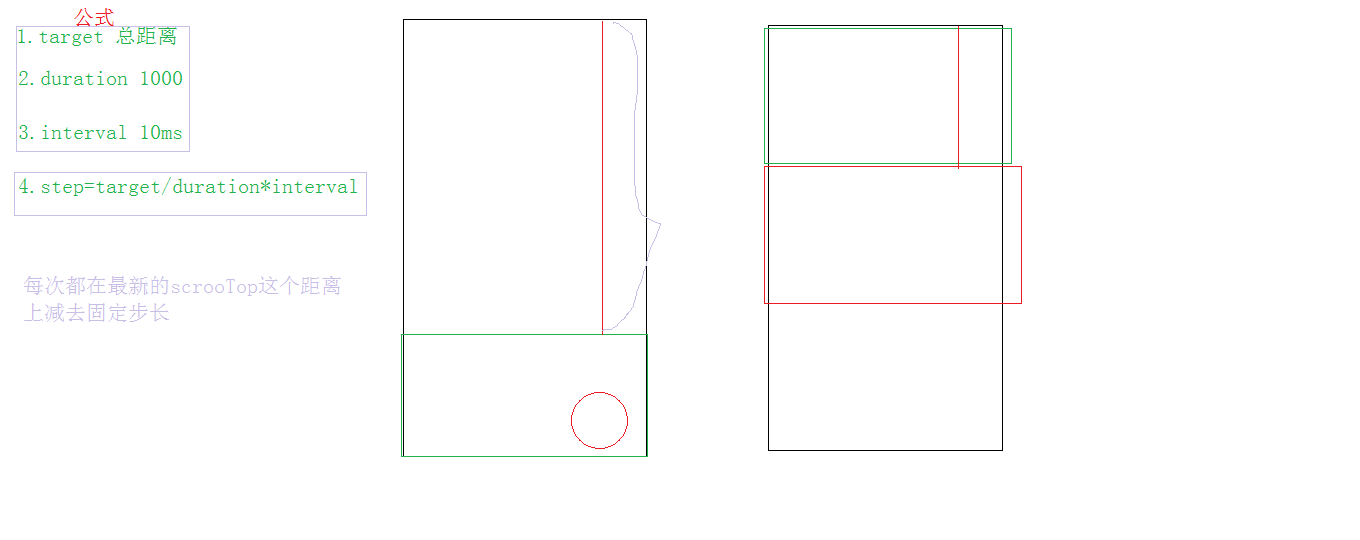 公式
1.target 总距离
2.duration 1000
3.interval 10ms
4.step=target/duration*interval
每次都在最新的scrooTop这个距离
上减去固定步长